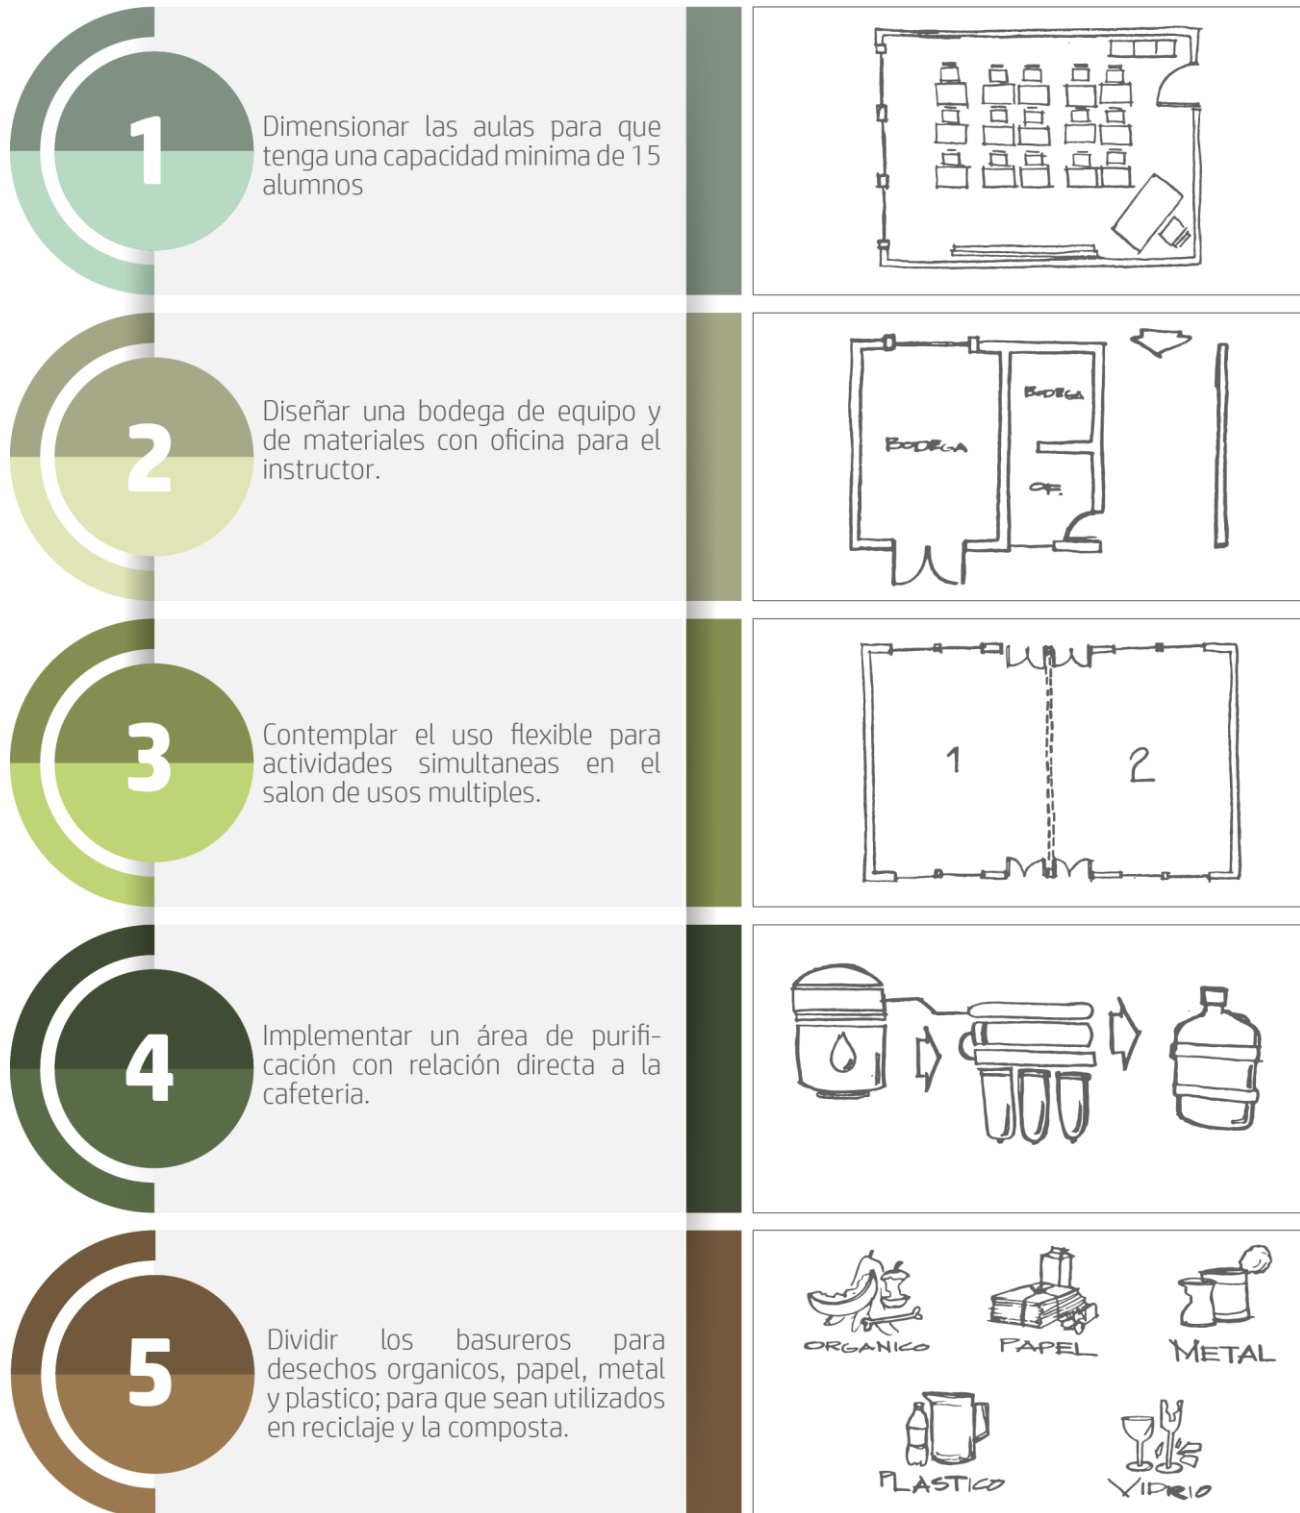 1
Dimensionar las aulas para que
tenga una capacidad minima de 15
alumnos
2
Diseñar una bodega de equipo y
de materiales con oficina para el
instructor.
BODEGA
BODEGA
OF.
3
Contemplar el uso flexible para
actividades simultaneas en el
salon de usos multiples.
1
2
4
Implementar un área de purifi-
cación con relación directa a la
cafeteria.
5
Dividir los basureros para
desechos organicos, papel, metal
y plastico; para que sean utilizados
en reciclaje y la composta.
ORGANICO
PAPEL
METAL
PLASTICO
VIDRIO